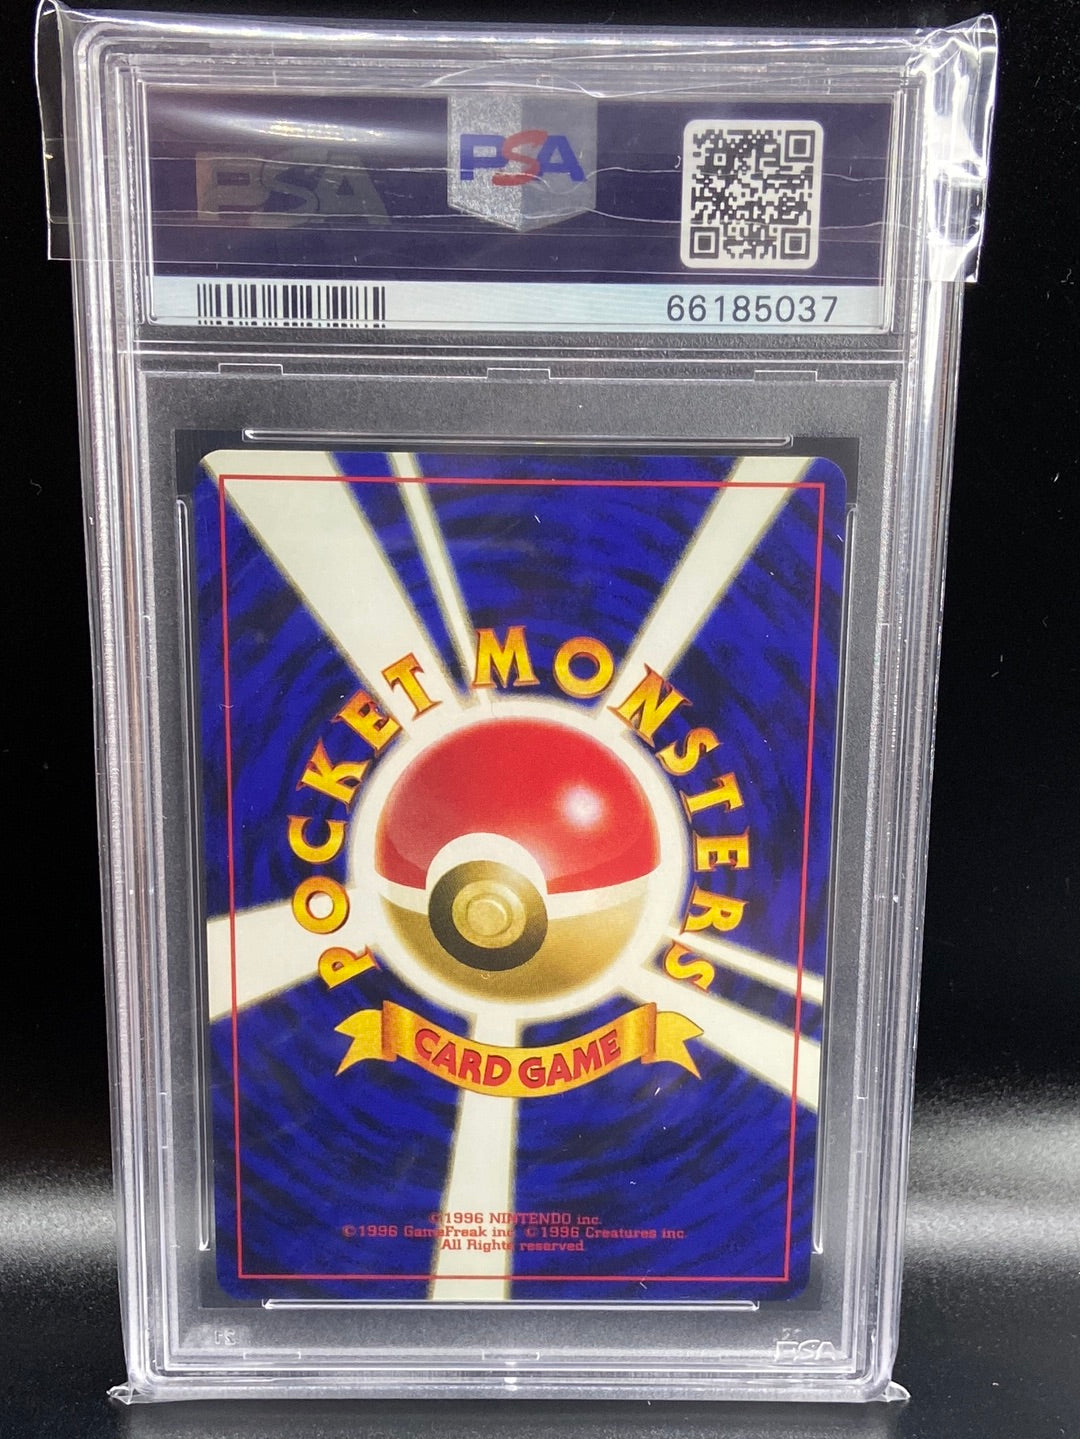 PSA
PSA
66185037
POCKET MONSTERS
CARD GAME
©1996 NINTENDO inc.
©1996 GameFreak inc. ©1996 Creatures inc.
All Rights reserved.
PSA